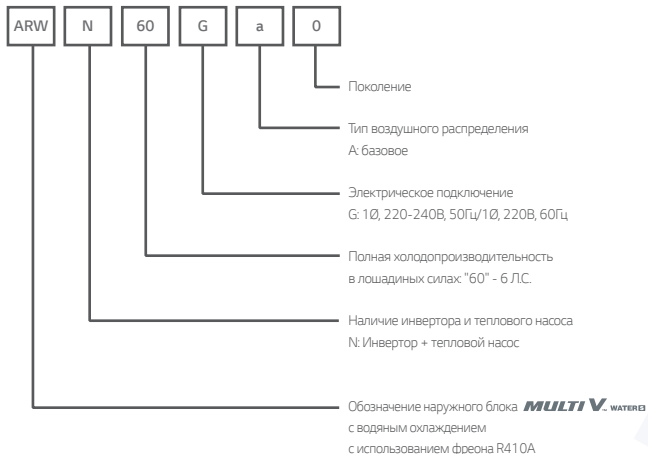 ARW N 60 G a 0
Поколение
Тип воздушного распределения
А: базовое
Электрическое подключение
G: 1Ø, 220-240В, 50Гц/1Ø, 220В, 60Гц
Полная холодопроизводительность
в лошадиных силах: "60" - 6 Л.С.
Наличие инвертора и теплового насоса
N: Инвертор + тепловой насос
Обозначение наружного блока MULTI V™ WATER S
с водяным охлаждением
с использованием фреона R410A